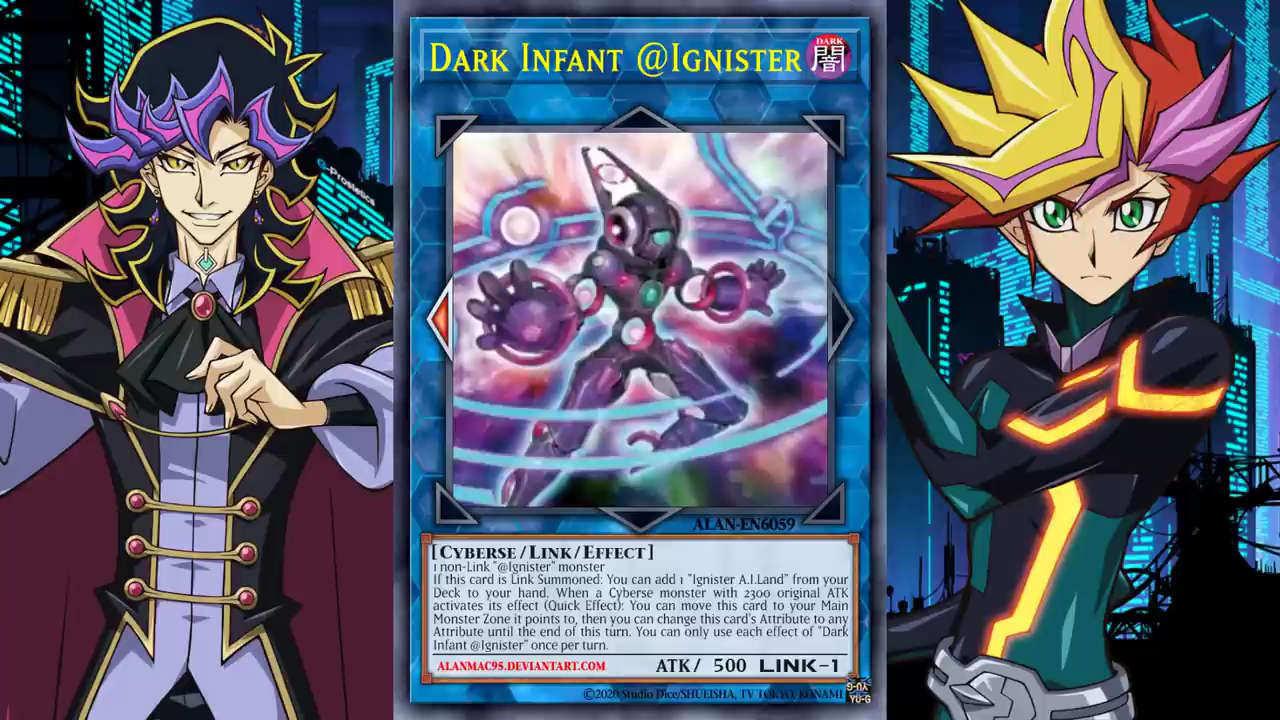 DARK INFANT @IGNISTER
DARK
闇
G-Prostetics
ALAN-EN6059
[CYBERSE/LINK/EFFECT]
1 non-Link "@Ignister" monster
If this card is Link Summoned: You can add 1 "Ignister A.I.Land" from your
Deck to your hand. When a Cyberse monster with 2300 original ATK
activates its effect (Quick Effect): You can move this card to your Main
Monster Zone it points to, then you can change this card's Attribute to any
Attribute until the end of this turn. You can only use each effect of "Dark
Infant @Ignister" once per turn.
ALANMAC95.DEVIANTART.COM
ATK/ 500 LINK-1
©2020 Studio Dice/SHUEISHA, TV TOKYO, KONAMI